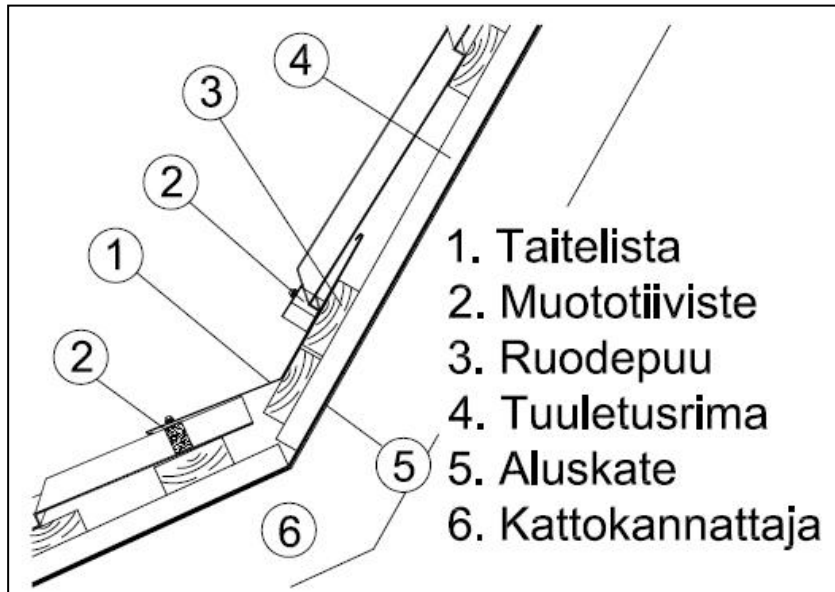 4
3
2
1
2
5
6
1. Taitelista
2. Muototiiviste
3. Ruodepuu
4. Tuuletusrima
5. Aluskate
6. Kattokannattaja